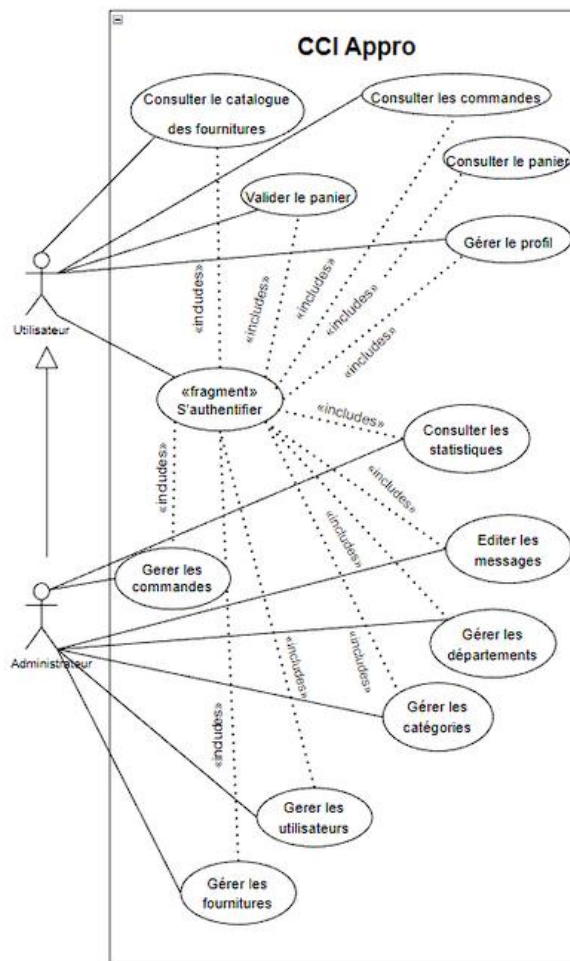 CCI Appro
Consulter le catalogue
des fournitures
Consulter les commandes
Consulter le panier
Valider le panier
Gérer le profil
«includes»
«includes»
«includes»
«includes»
«includes»
Utilisateur
«fragment»
S'authentifier
«includes»
Consulter les
statistiques
«includes»
«includes»
Editer les
messages
Gerer les
commandes
«includes»
Gérer les
départements
Administrateur
«includes»
«includes»
Gérer les
catégories
«includes»
Gerer les
utilisateurs
Gérer les
fournitures